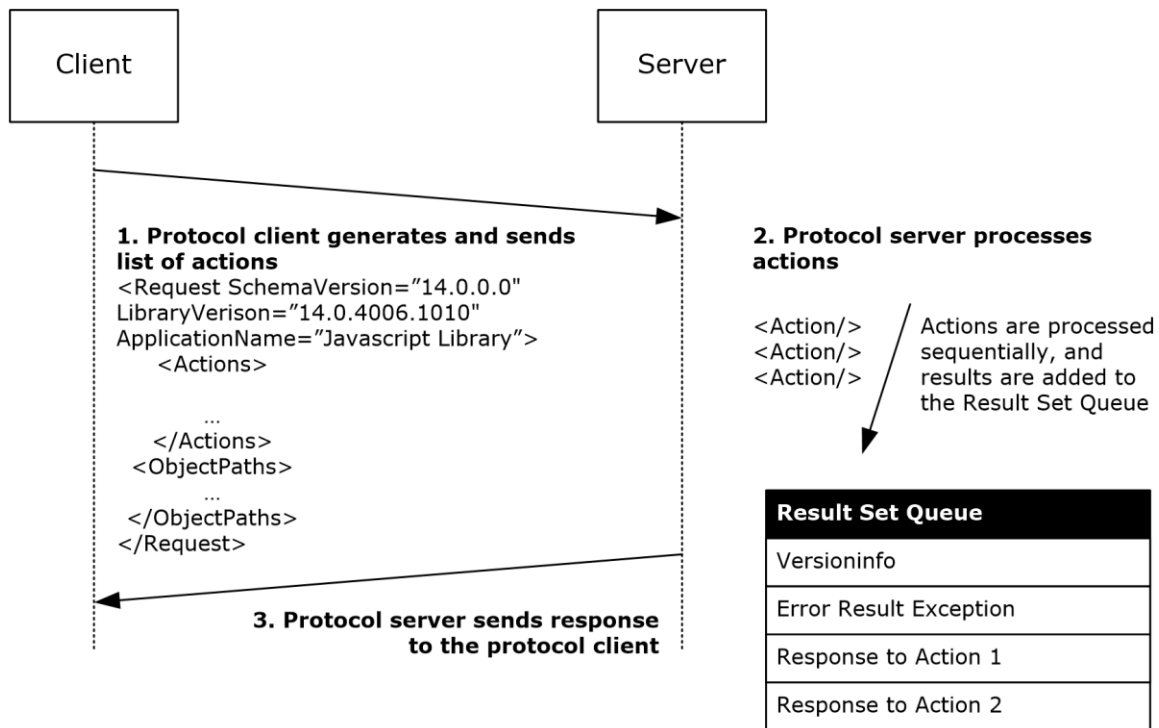 Client
Server
1. Protocol client generates and sends
list of actions
<Request SchemaVersion=”14.0.0.0"
LibraryVerison=”14.0.4006.1010"
ApplicationName=”Javascript Library”>
<Actions>
...
</Actions>
<ObjectPaths>
...
</ObjectPaths>
</Request>
2. Protocol server processes
actions
<Action/>
<Action/>
<Action/>
Actions are processed
sequentially, and
results are added to
the Result Set Queue
Result Set Queue
Versioninfo
Error Result Exception
Response to Action 1
Response to Action 2
3. Protocol server sends response
to the protocol client